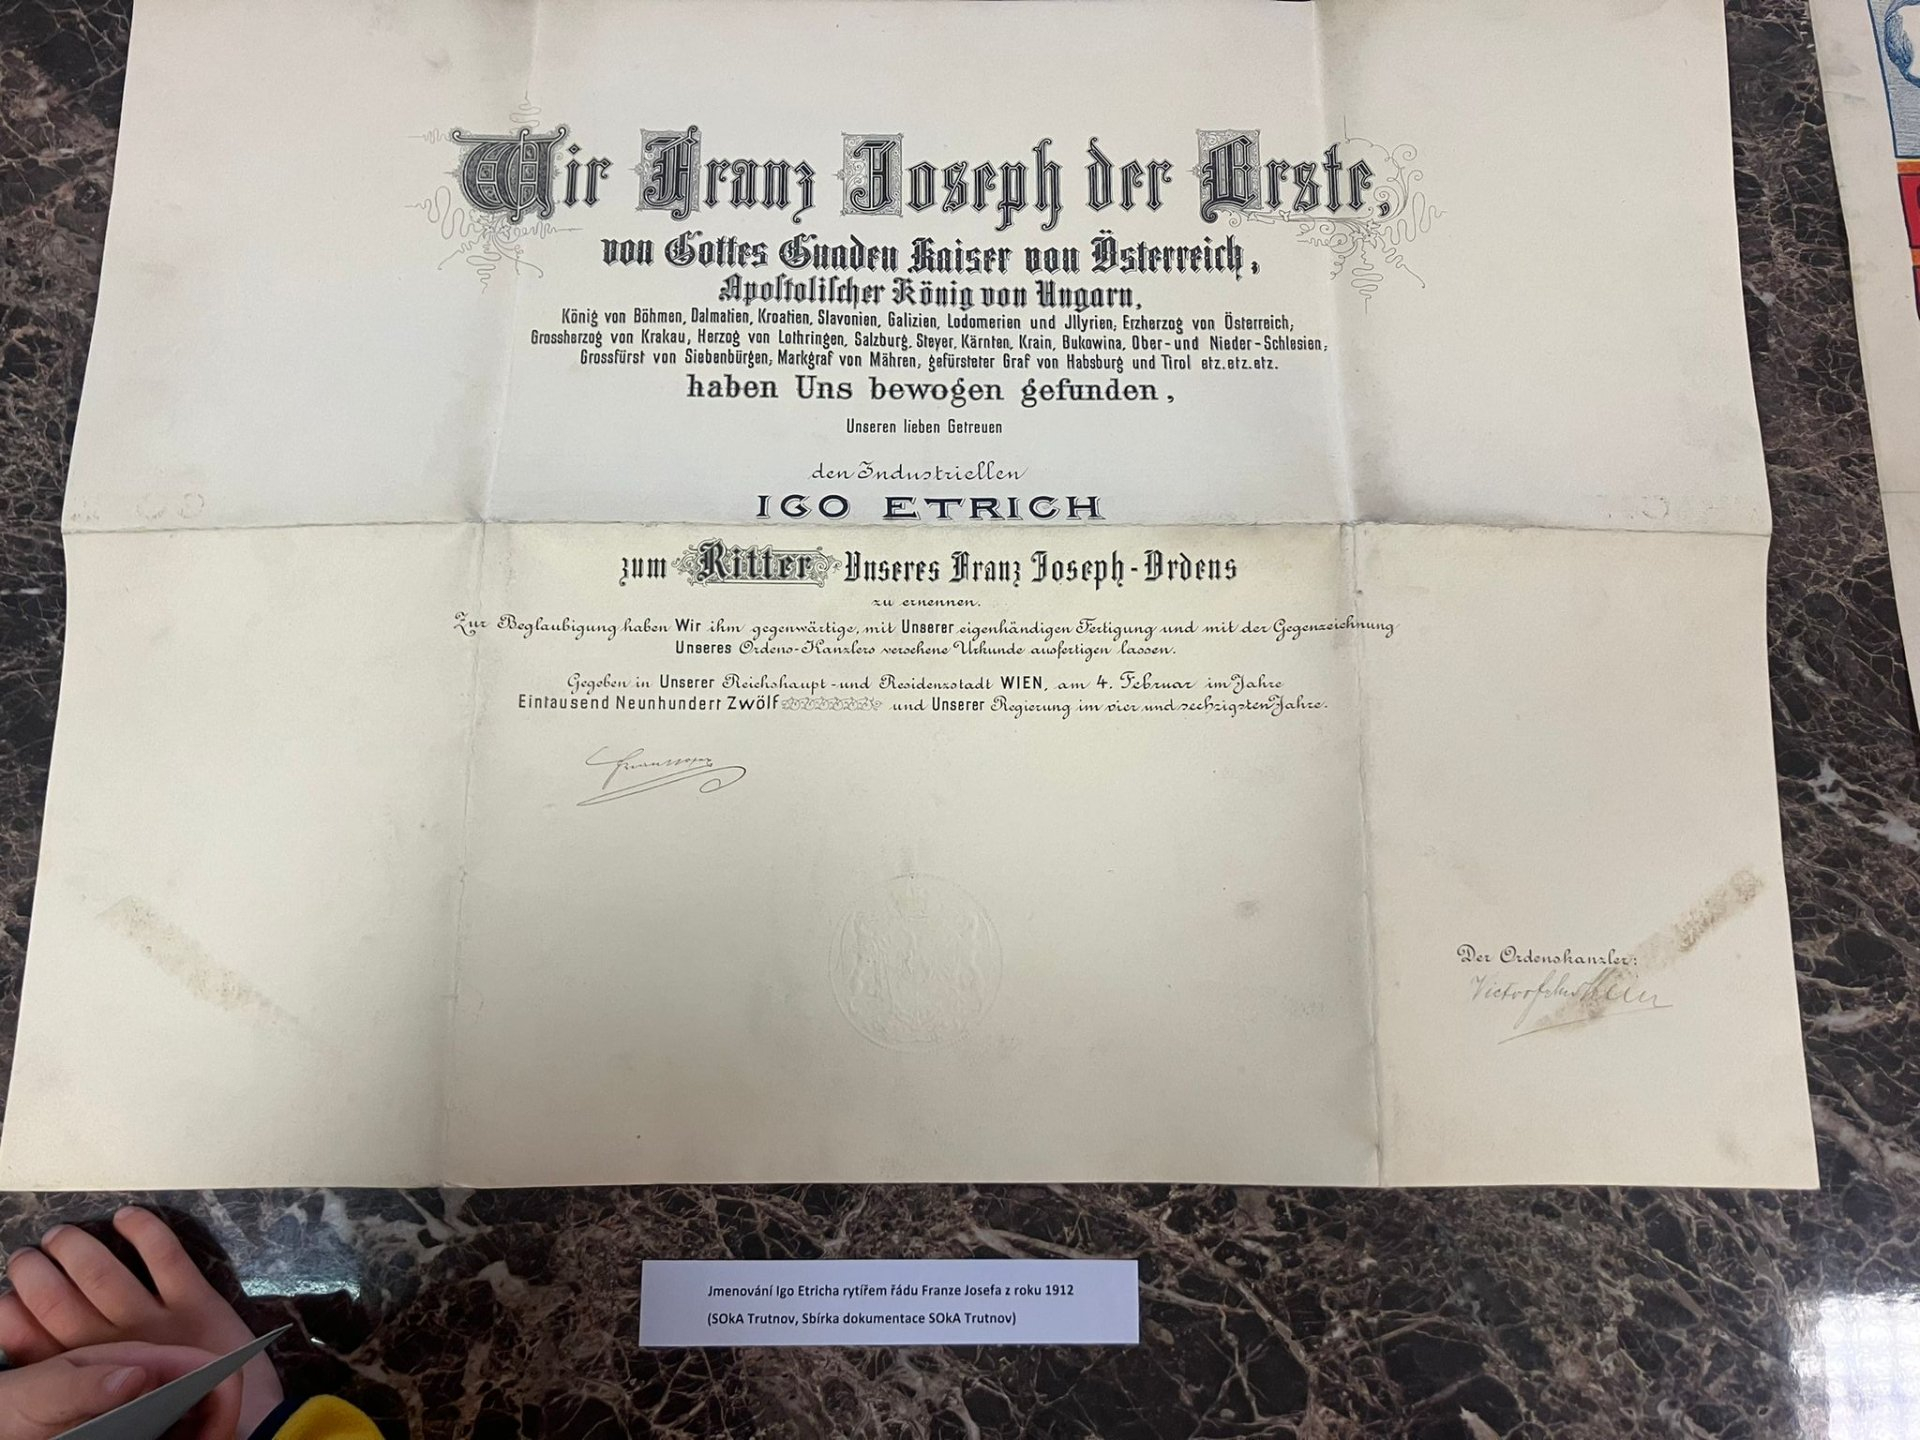 Wir Franz Joseph der Erste,
von Gottes Gnaden Kaiser von Österreich,
Apostolischer König von Ungarn,
König von Böhmen, Dalmatien, Kroatien, Slavonien, Galizien, Lodomerien und Jllyrien; Erzherzog von Österreich;
Grossherzog von Krakau, Herzog von Lothringen, Salzburg, Steyer, Kärnten, Krain, Bukowina, Ober- und Nieder-Schlesien;
Grossfürst von Siebenbürgen; Markgraf von Mähren; gefürsteter Graf von Habsburg und Tirol etz. etz. etz.
haben Uns bewogen gefunden,
Unseren lieben Getreuen
den Industriellen
IGO ETRICH
zum Ritter Unseres Franz Joseph-Ordens
zu ernennen.
Zur Beglaubigung haben Wir ihm gegenwärtige, mit Unserer eigenhändigen Fertigung und mit der Gegenzeichnung
Unseres Ordens-Kanzlers versehene Urkunde ausfertigen lassen.
Gegeben in Unserer Reichshaupt- und Residenzstadt WIEN, am 4. Februar im Jahre
Eintausend Neunhundert Zwölf und Unserer Regierung im vier und sechzigsten Jahre.
Der Ordenskanzler:
Jmenování Igo Etricha rytířem řádu Franze Josefa z roku 1912
(SOkA Trutnov, Sbírka dokumentace SOkA Trutnov)